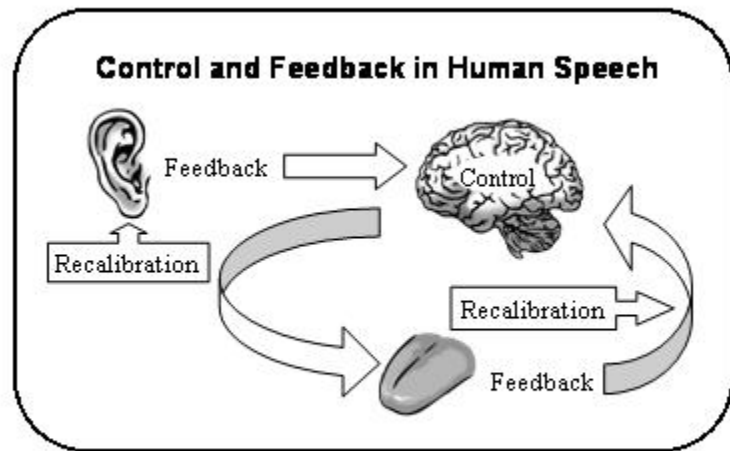 Control and Feedback in Human Speech
Feedback
Control
Recalibration
Recalibration
Feedback